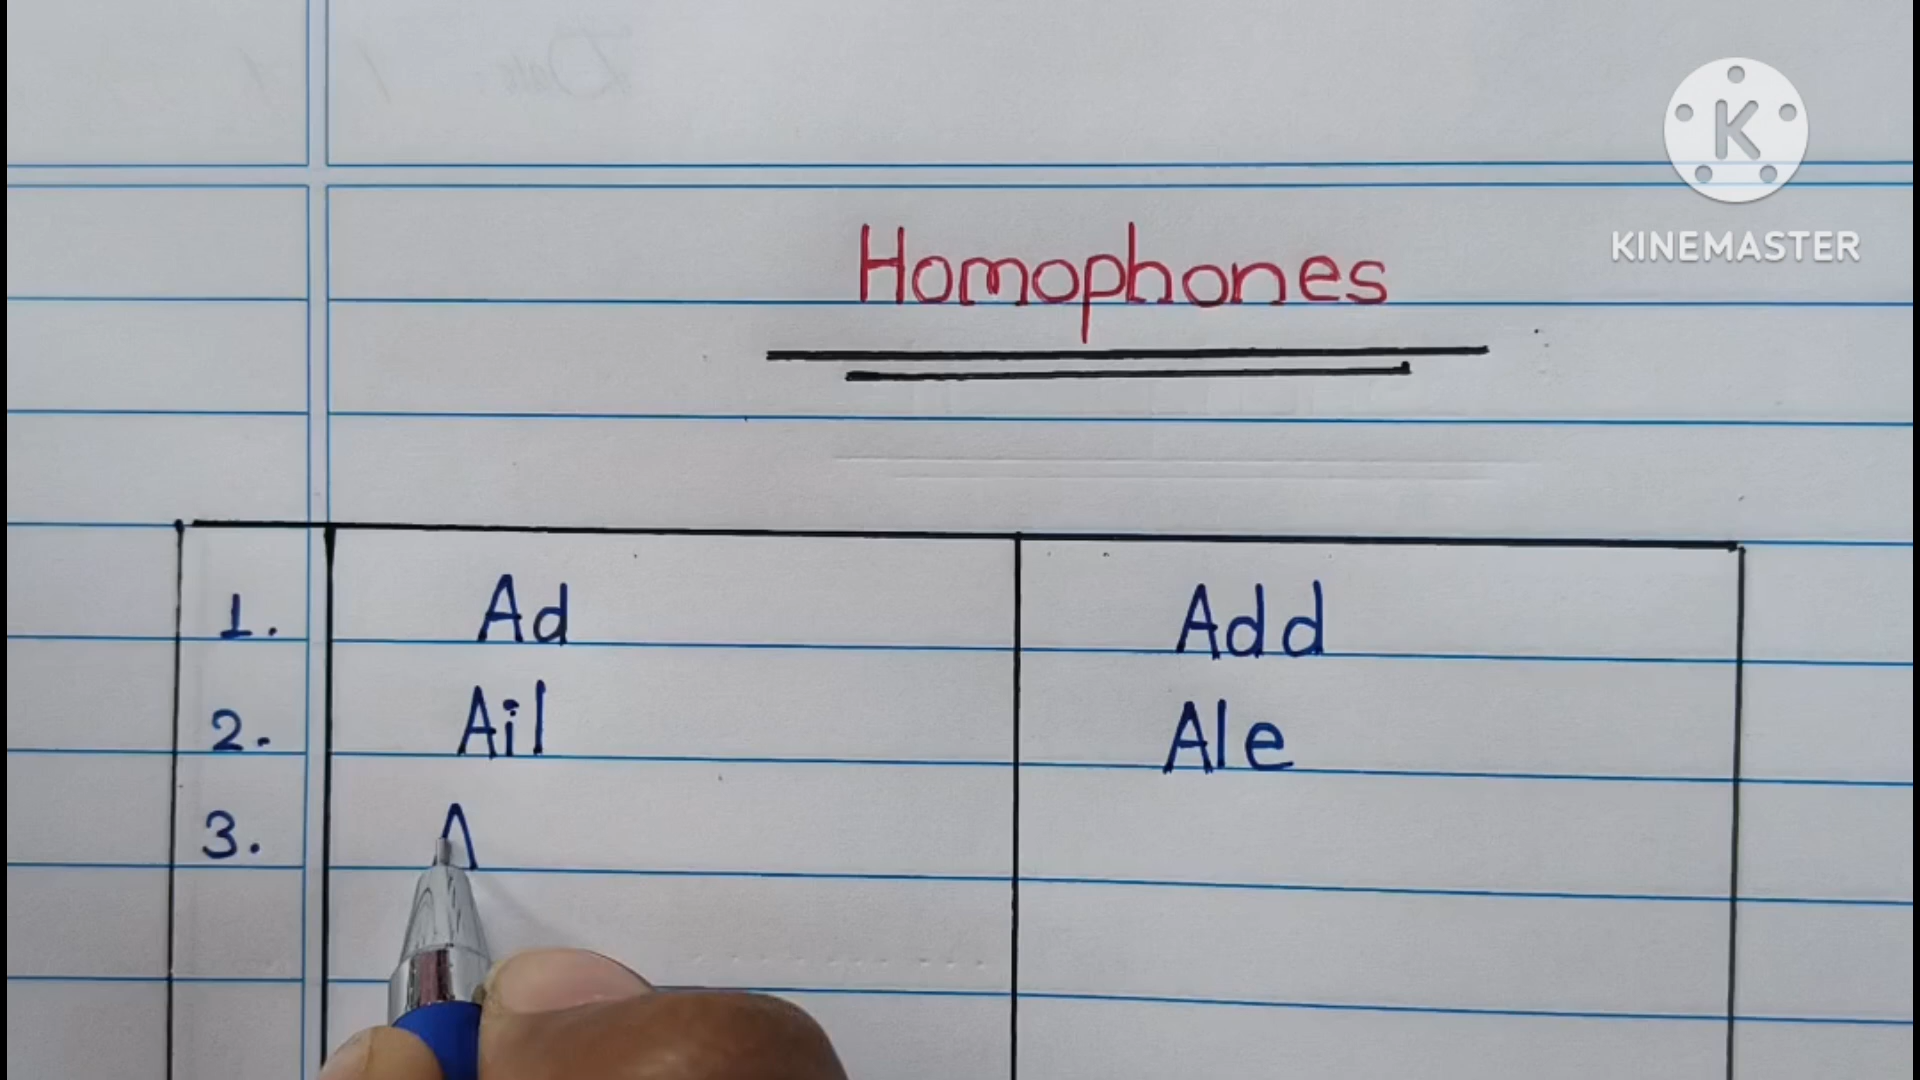 K
KINEMASTER
Homophones
1. Ad Add
2. Ail Ale
3.